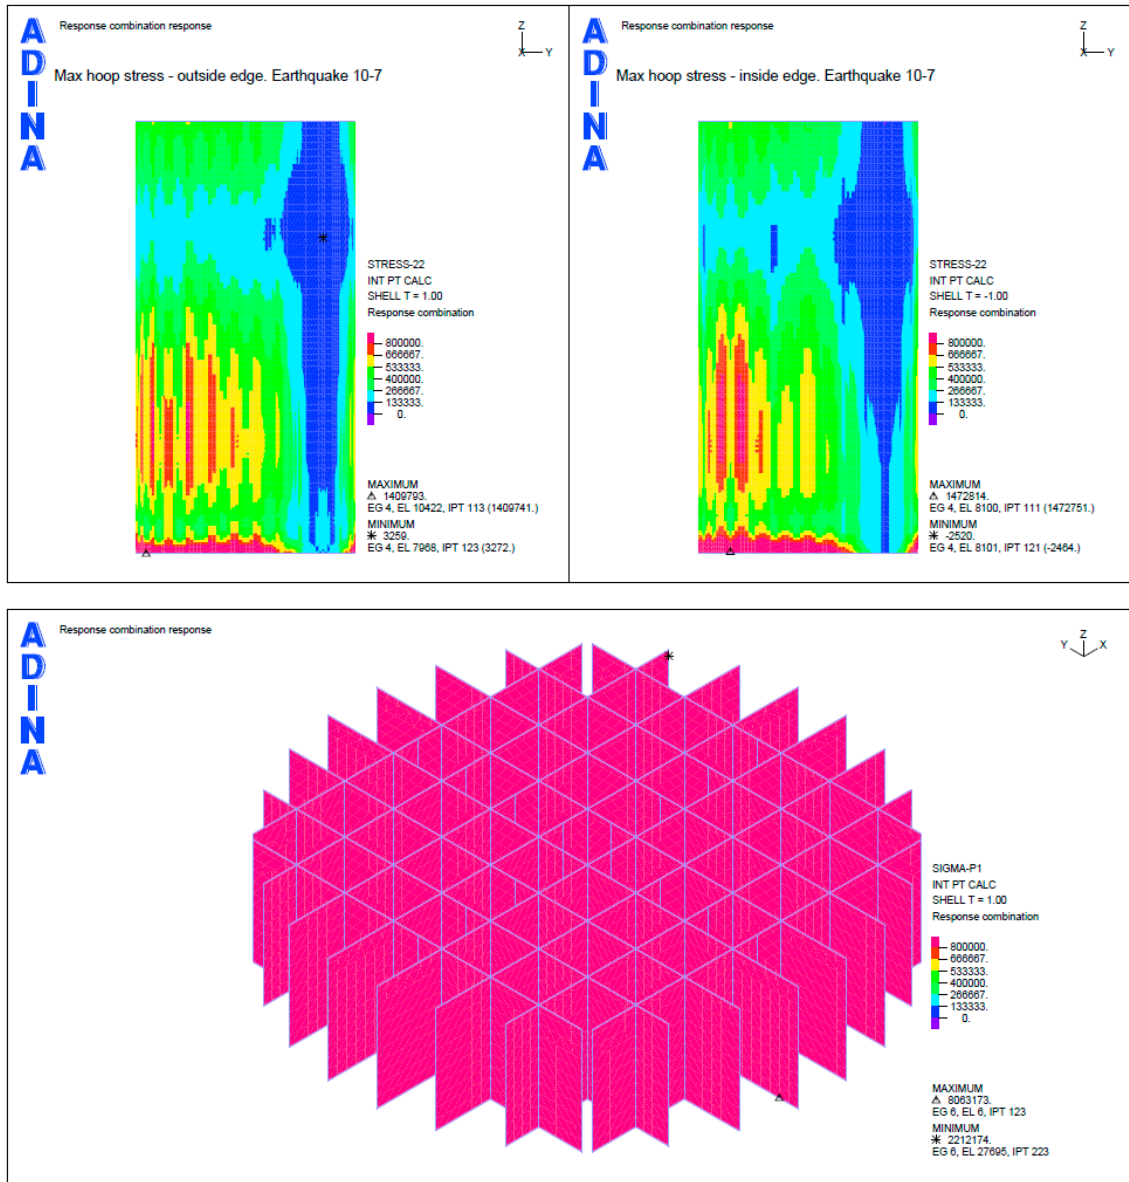 ADINA
Response combination response
Z
X Y
Max hoop stress - outside edge. Earthquake 10-7
STRESS-22
INT PT CALC
SHELL T = 1.00
Response combination
800000.
666667.
533333.
400000.
266667.
133333.
0.
MAXIMUM
1409793.
EG 4, EL 10422, IPT 113 (1409741.)
MINIMUM
3259.
EG 4, EL 7968, IPT 123 (3272.)
ADINA
Response combination response
Z
X Y
Max hoop stress - inside edge. Earthquake 10-7
STRESS-22
INT PT CALC
SHELL T = -1.00
Response combination
800000.
666667.
533333.
400000.
266667.
133333.
0.
MAXIMUM
1472814.
EG 4, EL 8100, IPT 111 (1472751.)
MINIMUM
-2520.
EG 4, EL 8101, IPT 121 (-2464.)
ADINA
Response combination response
Z
Y X
SIGMA-P1
INT PT CALC
SHELL T = 1.00
Response combination
800000.
666667.
533333.
400000.
266667.
133333.
0.
MAXIMUM
8063173.
EG 6, EL 6, IPT 123
MINIMUM
2212174.
EG 6, EL 27695, IPT 223